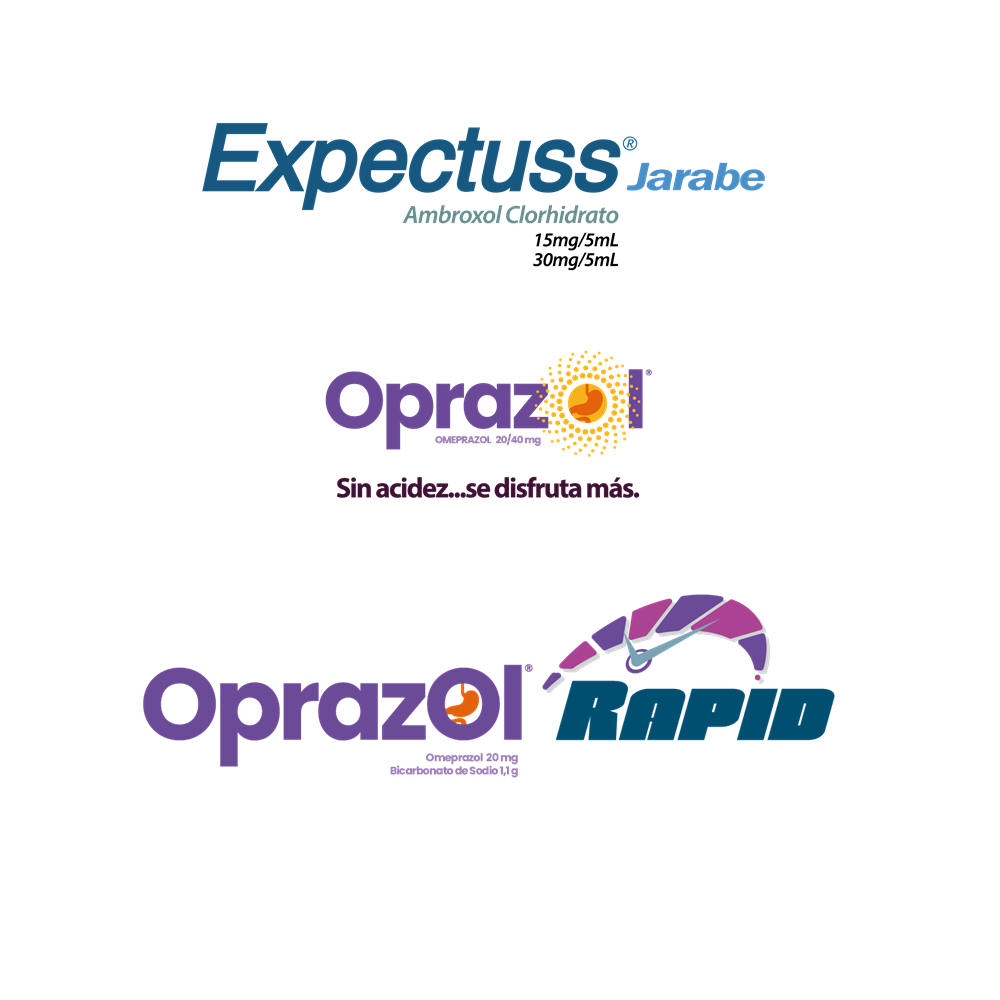 Expectuss® Jarabe
Ambroxol Clorhidrato
15mg/5mL
30mg/5mL
Oprazol®
OMEPRAZOL 20/40 mg
Sin acidez...se disfruta más.
OprazOl® RAPID
Omeprazol 20 mg
Bicarbonato de Sodio 1,1 g